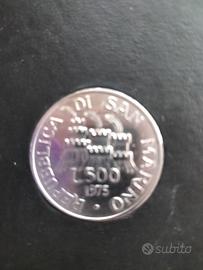 REPUBBLICA DI SAN MARINO
L.500
1975
subito